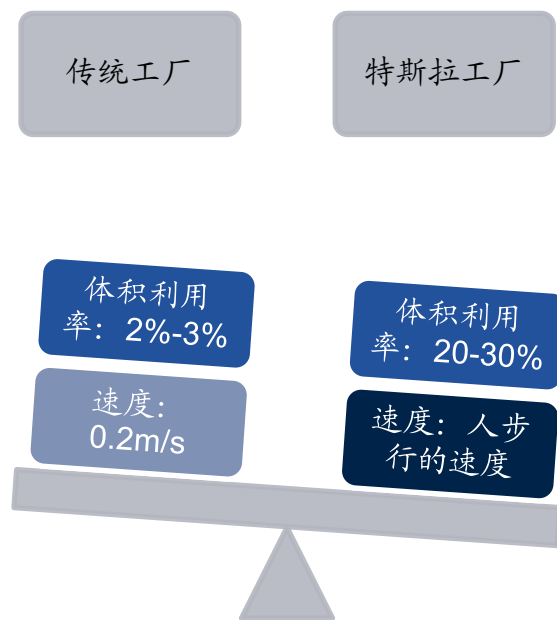 传统工厂
特斯拉工厂
体积利用
率：2%-3%
体积利用
率：20-30%
速度：
0.2m/s
速度：人步
行的速度